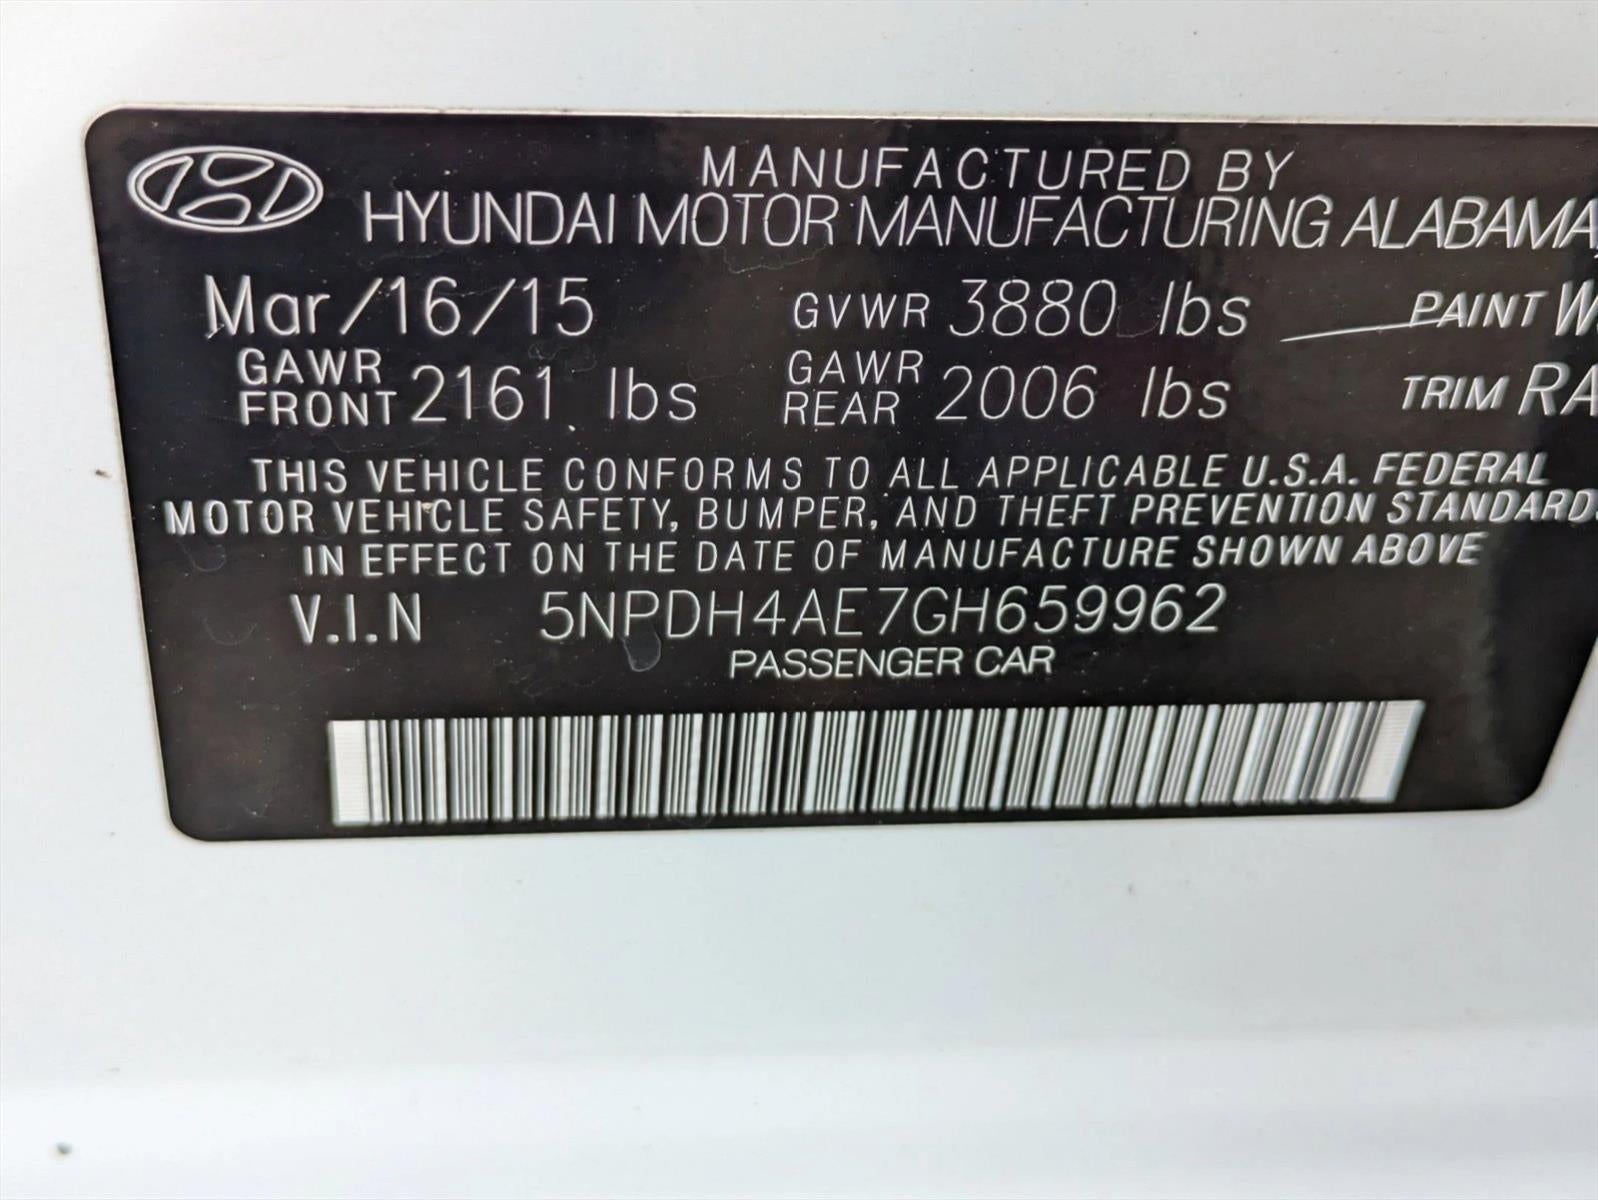 MANUFACTURED BY
HYUNDAI MOTOR MANUFACTURING ALABAMA,
Mar/16/15 GVWR 3880 lbs PAINT W
GAWR FRONT 2161 lbs GAWR REAR 2006 lbs TRIM RA
THIS VEHICLE CONFORMS TO ALL APPLICABLE U.S.A. FEDERAL
MOTOR VEHICLE SAFETY, BUMPER, AND THEFT PREVENTION STANDARDS
IN EFFECT ON THE DATE OF MANUFACTURE SHOWN ABOVE
V.I.N 5NPDH4AE7GH659962
PASSENGER CAR